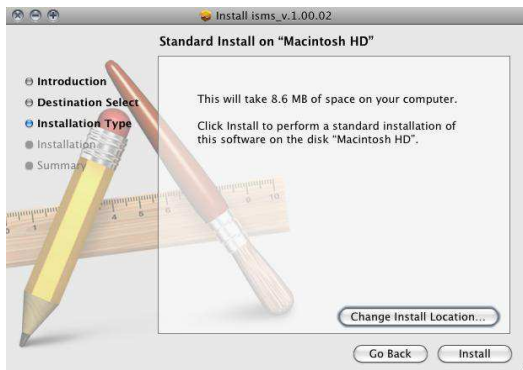 Install isms_v.1.00.02
Standard Install on “Macintosh HD”
Introduction
Destination Select
Installation Type
Installation
Summary
This will take 8.6 MB of space on your computer.
Click Install to perform a standard installation of
this software on the disk “Macintosh HD”.
Change Install Location...
Go Back
Install